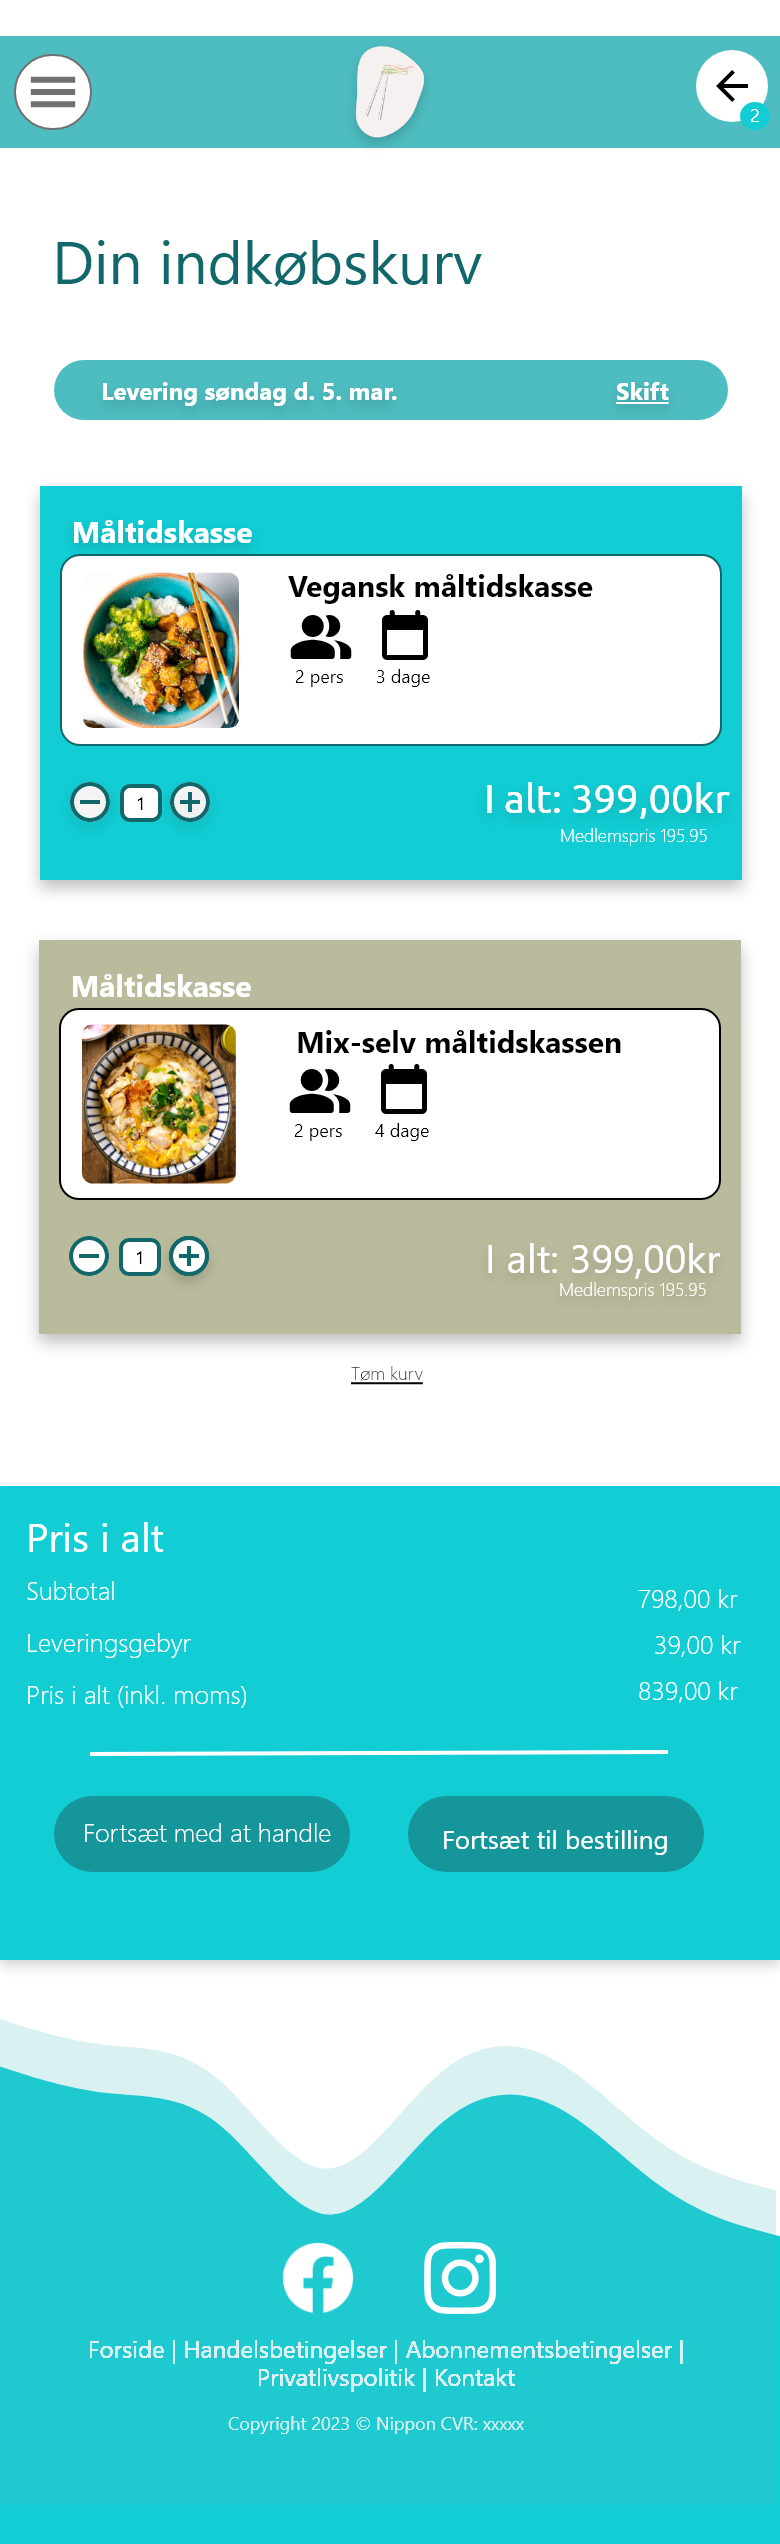 2
Din indkøbskurv
Levering søndag d. 5. mar. Skift
Måltidskasse
Vegansk måltidskasse
2 pers 3 dage
1
I alt: 399,00kr
Medlemspris 195.95
Måltidskasse
Mix-selv måltidskassen
2 pers 4 dage
1
I alt: 399,00kr
Medlemspris 195.95
Tøm kurv
Pris i alt
Subtotal 798,00 kr
Leveringsgebyr 39,00 kr
Pris i alt (inkl. moms) 839,00 kr
Fortsæt med at handle Fortsæt til bestilling
Forside | Handelsbetingelser | Abonnementsbetingelser |
Privatlivspolitik | Kontakt
Copyright 2023 © Nippon CVR: xxxxx